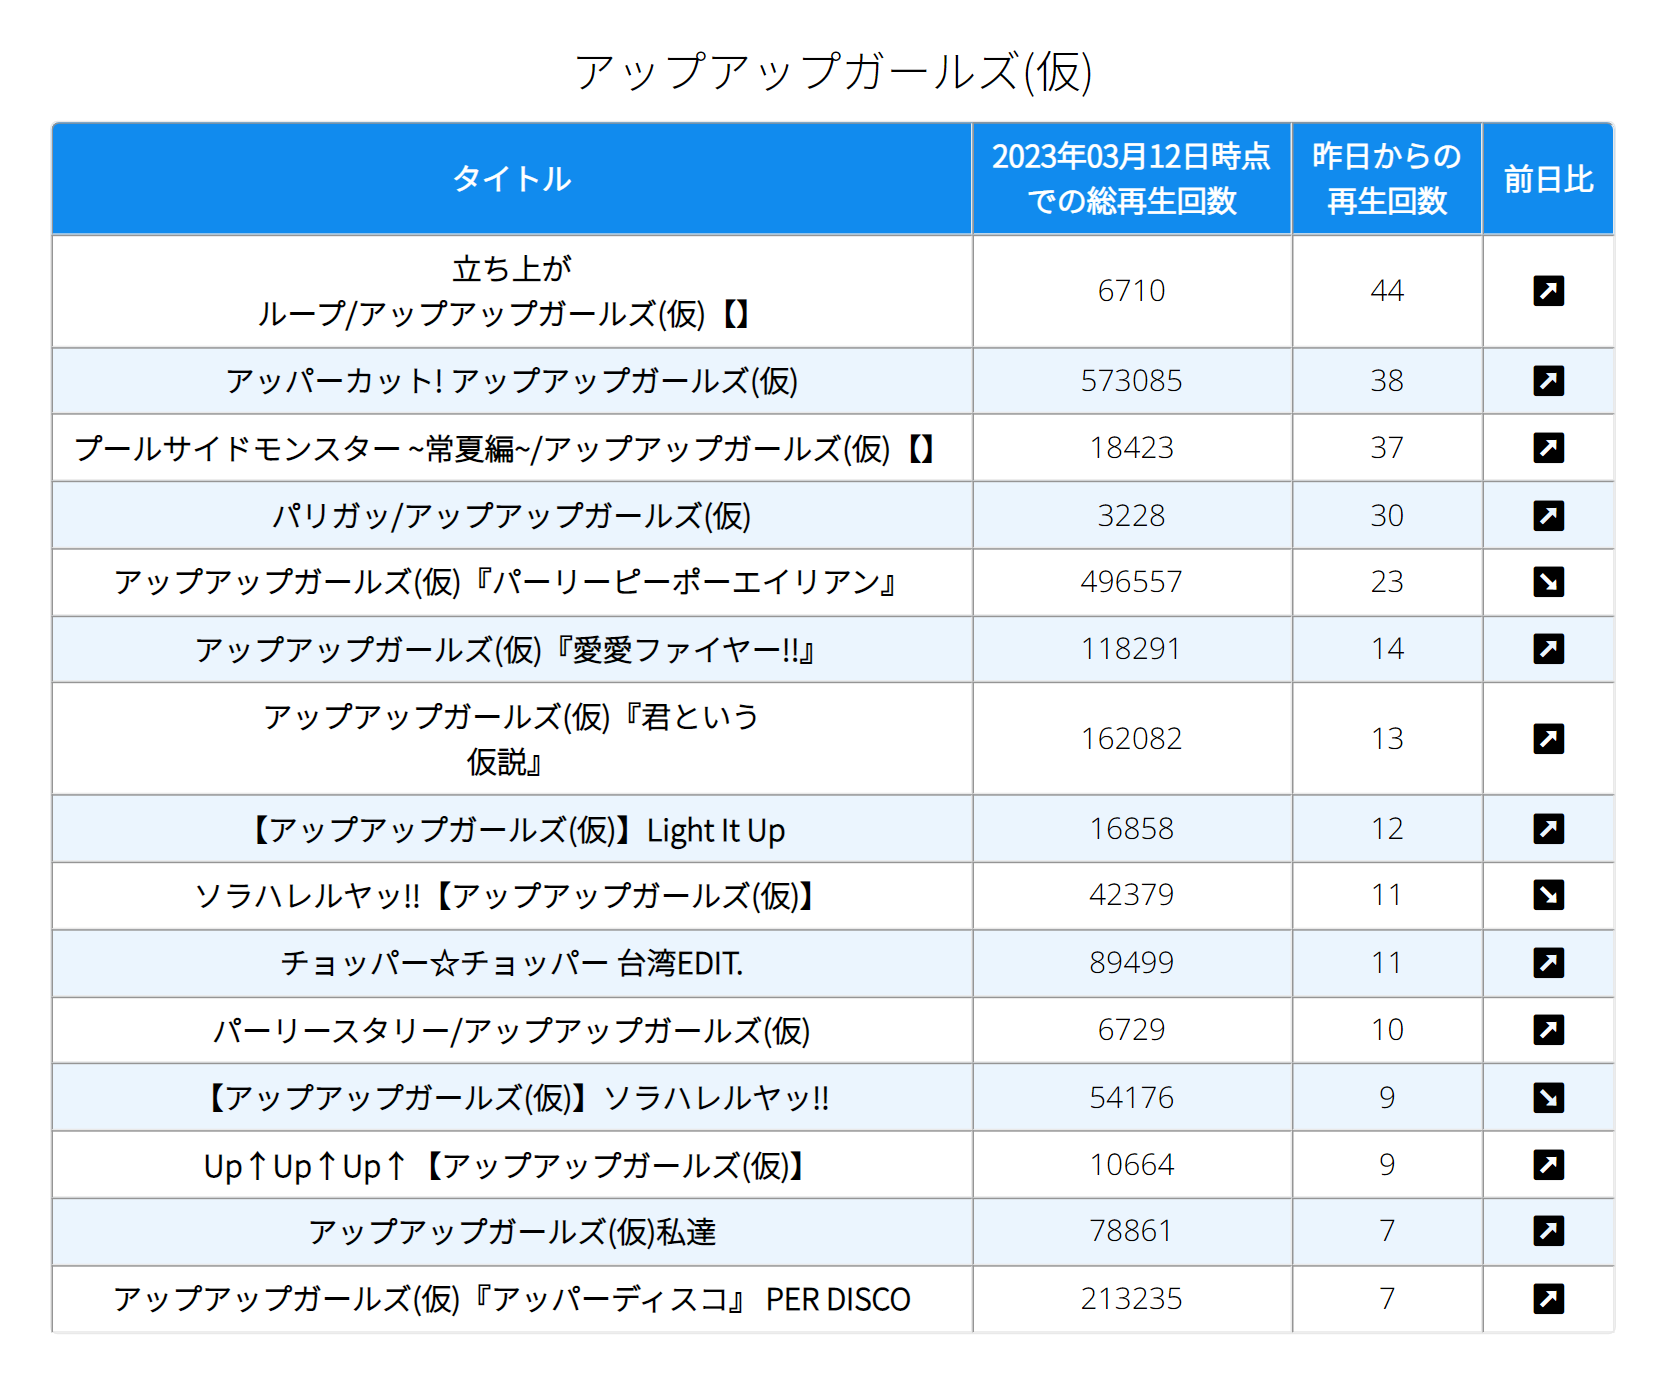 アップアップガールズ(仮)
タイトル
2023年03月12日時点
での総再生回数
昨日からの
再生回数
前日比
立ち上が
ループ/アップアップガールズ(仮)【】
6710
44
アッパーカット! アップアップガールズ(仮)
573085
38
プールサイドモンスター ~常夏編~/アップアップガールズ(仮)【】
18423
37
パリガッ/アップアップガールズ(仮)
3228
30
アップアップガールズ(仮)『パーリーピーポーエイリアン』
496557
23
アップアップガールズ(仮)『愛愛ファイヤー!!』
118291
14
アップアップガールズ(仮)『君という
仮説』
162082
13
【アップアップガールズ(仮)】Light It Up
16858
12
ソラハレルヤッ!!【アップアップガールズ(仮)】
42379
11
チョッパー☆チョッパー 台湾EDIT.
89499
11
パーリースタリー/アップアップガールズ(仮)
6729
10
【アップアップガールズ(仮)】ソラハレルヤッ!!
54176
9
Up↑Up↑Up↑【アップアップガールズ(仮)】
10664
9
アップアップガールズ(仮)私達
78861
7
アップアップガールズ(仮)『アッパーディスコ』 PER DISCO
213235
7